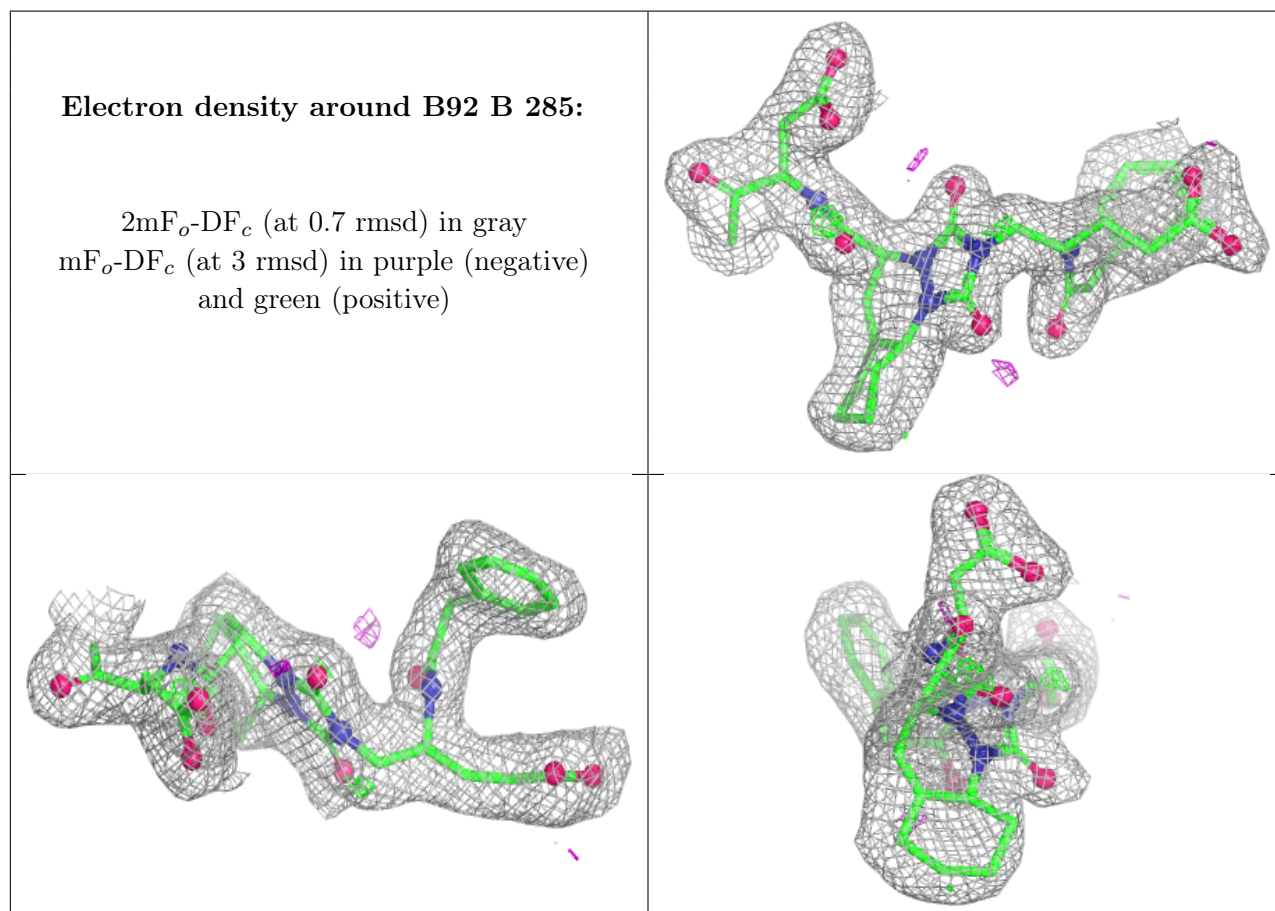 Electron density around B92 B 285:
2mFo-DFc (at 0.7 rmsd) in gray
mFo-DFc (at 3 rmsd) in purple (negative)
and green (positive)